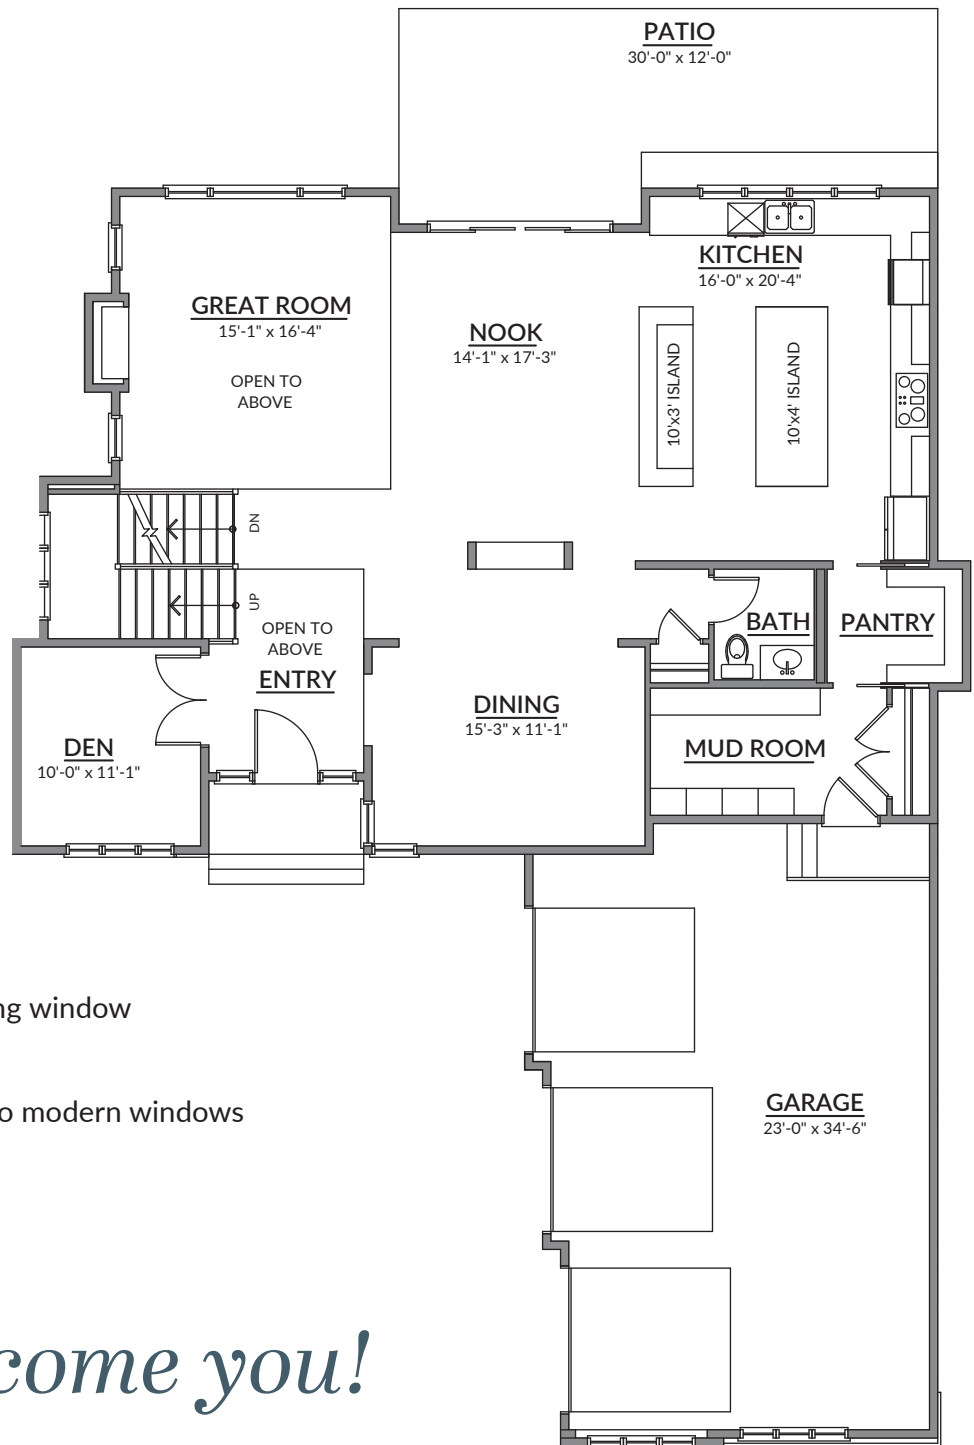 PATIO
30'-0" x 12'-0"
KITCHEN
16'-0" x 20'-4"
GREAT ROOM
15'-1" x 16'-4"
OPEN TO
ABOVE
NOOK
14'-1" x 17'-3"
10'x3' ISLAND
10'x4' ISLAND
DN
UP
OPEN TO
ABOVE
ENTRY
BATH
PANTRY
DINING
15'-3" x 11'-1"
DEN
10'-0" x 11'-1"
MUD ROOM
ng window
o modern windows
GARAGE
23'-0" x 34'-6"
come you!